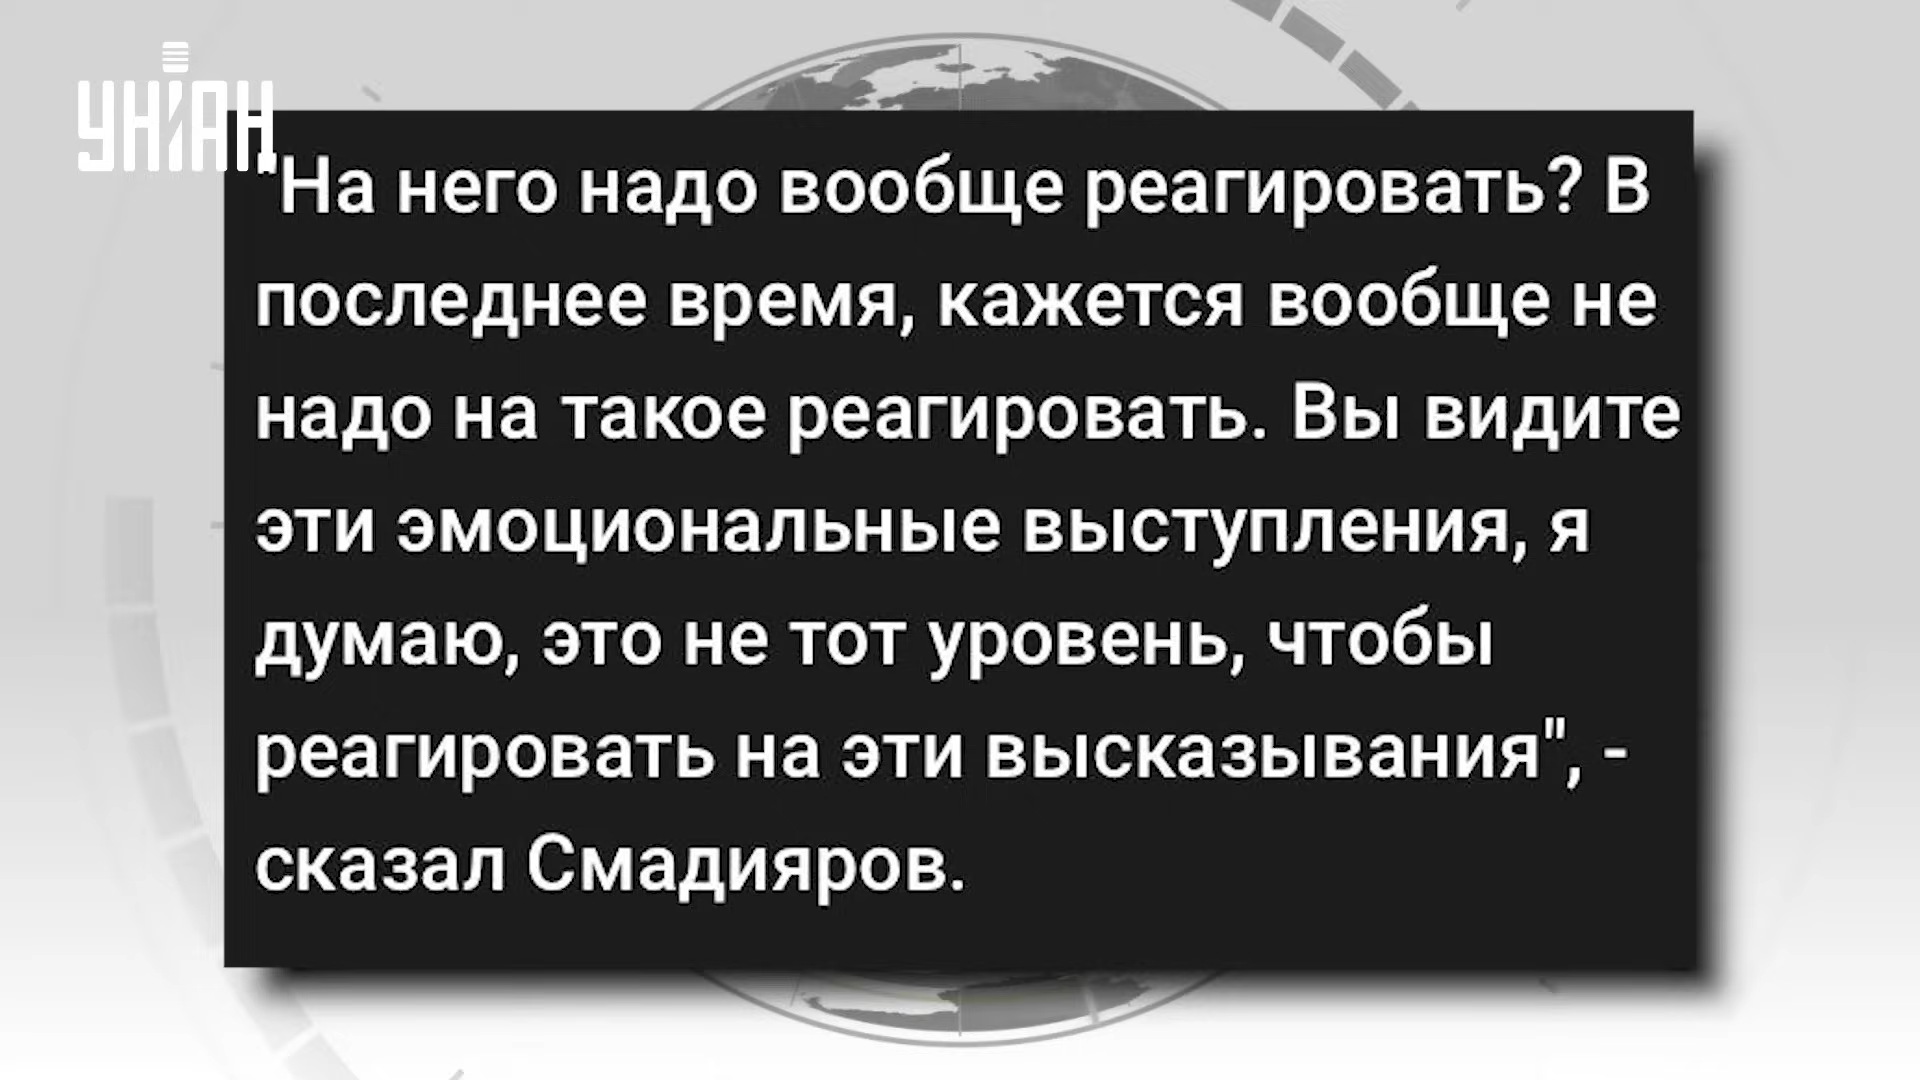 УНІАН
"На него надо вообще реагировать? В
последнее время, кажется вообще не
надо на такое реагировать. Вы видите
эти эмоциональные выступления, я
думаю, это не тот уровень, чтобы
реагировать на эти высказывания", -
сказал Смадияров.